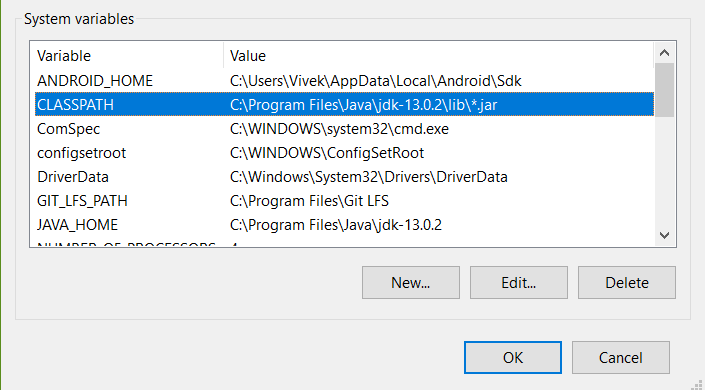 System variables
Variable Value
ANDROID_HOME C:\Users\Vivek\AppData\Local\Android\Sdk
CLASSPATH C:\Program Files\Java\jdk-13.0.2\lib\*.jar
ComSpec C:\WINDOWS\system32\cmd.exe
configsetroot C:\WINDOWS\ConfigSetRoot
DriverData C:\Windows\System32\Drivers\DriverData
GIT_LFS_PATH C:\Program Files\Git LFS
JAVA_HOME C:\Program Files\Java\jdk-13.0.2
NUMBER_OF_PROCESSORS 4
New... Edit... Delete
OK Cancel